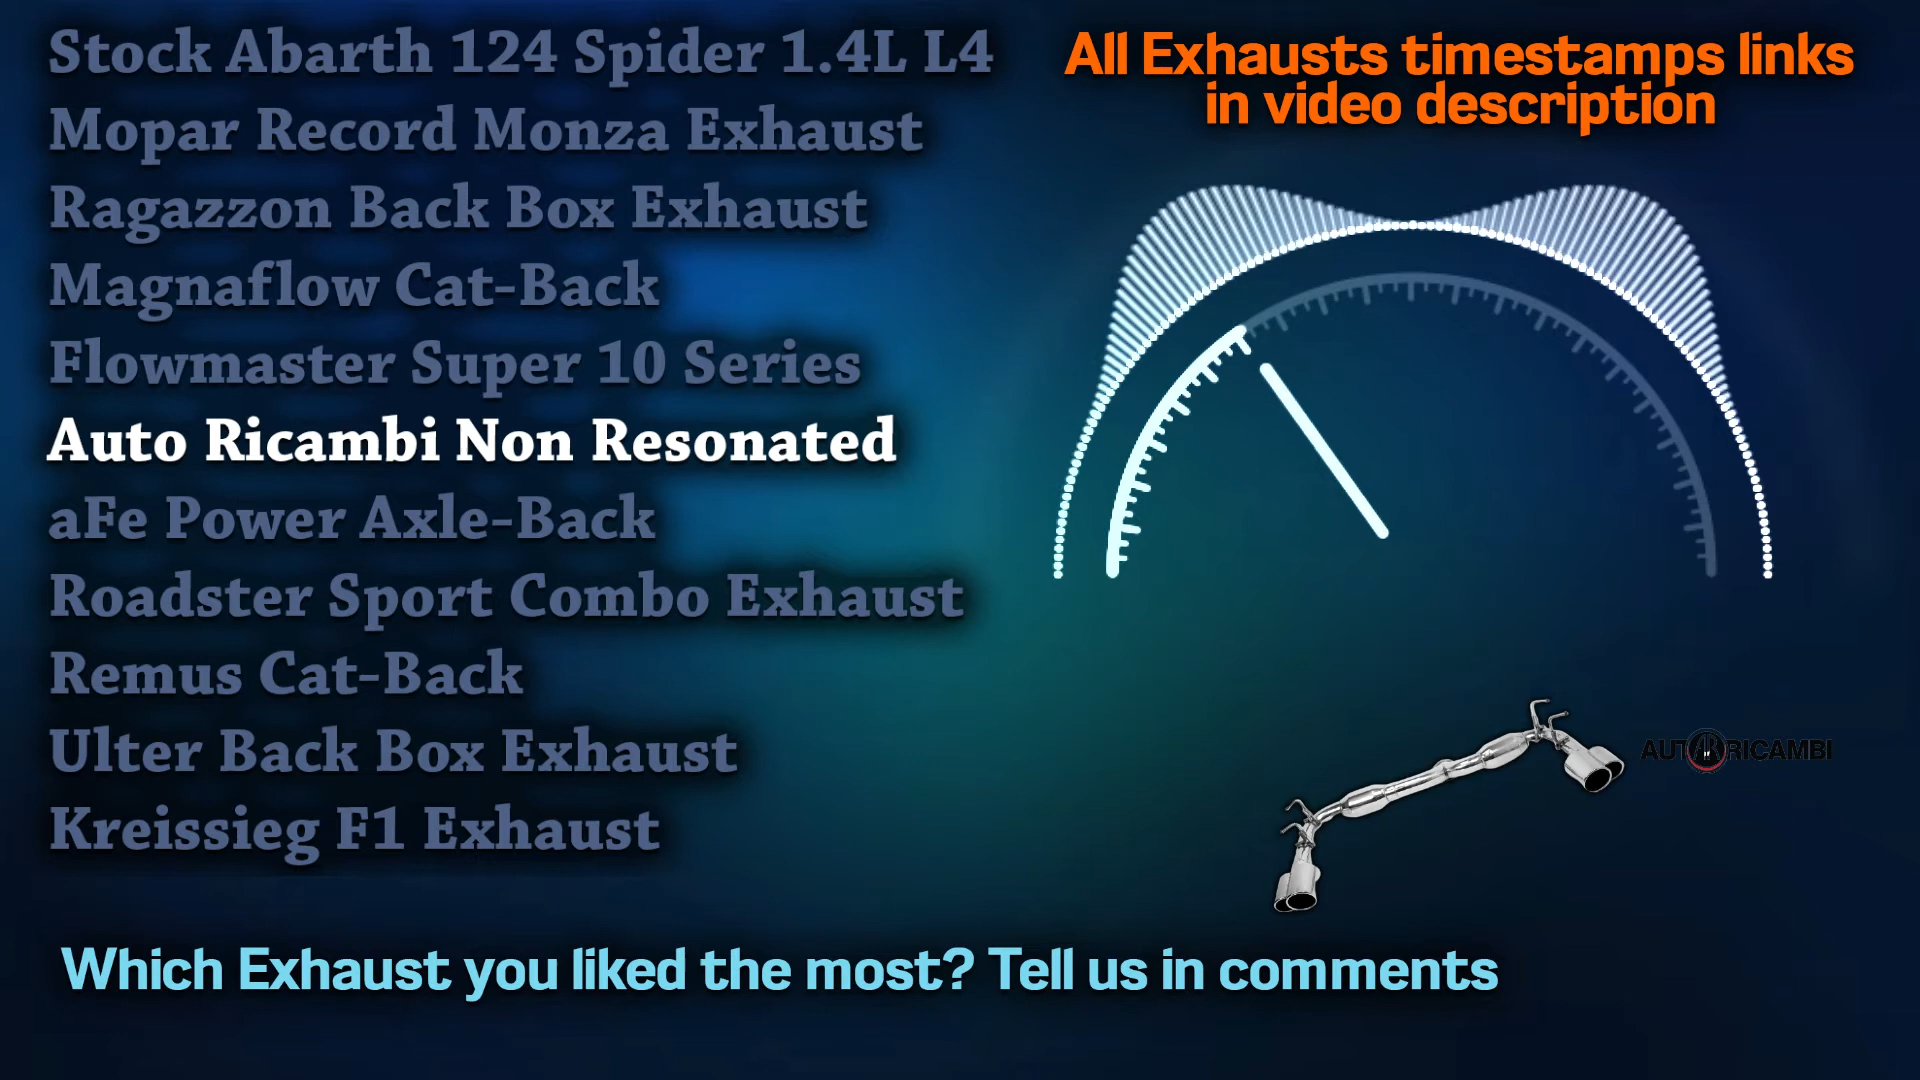 Stock Abarth 124 Spider 1.4L L4
Mopar Record Monza Exhaust
Ragazzon Back Box Exhaust
Magnaflow Cat-Back
Flowmaster Super 10 Series
Auto Ricambi Non Resonated
aFe Power Axle-Back
Roadster Sport Combo Exhaust
Remus Cat-Back
Ulter Back Box Exhaust
Kreissieg F1 Exhaust
All Exhausts timestamps links
in video description
AUTO RICAMBI
Which Exhaust you liked the most? Tell us in comments